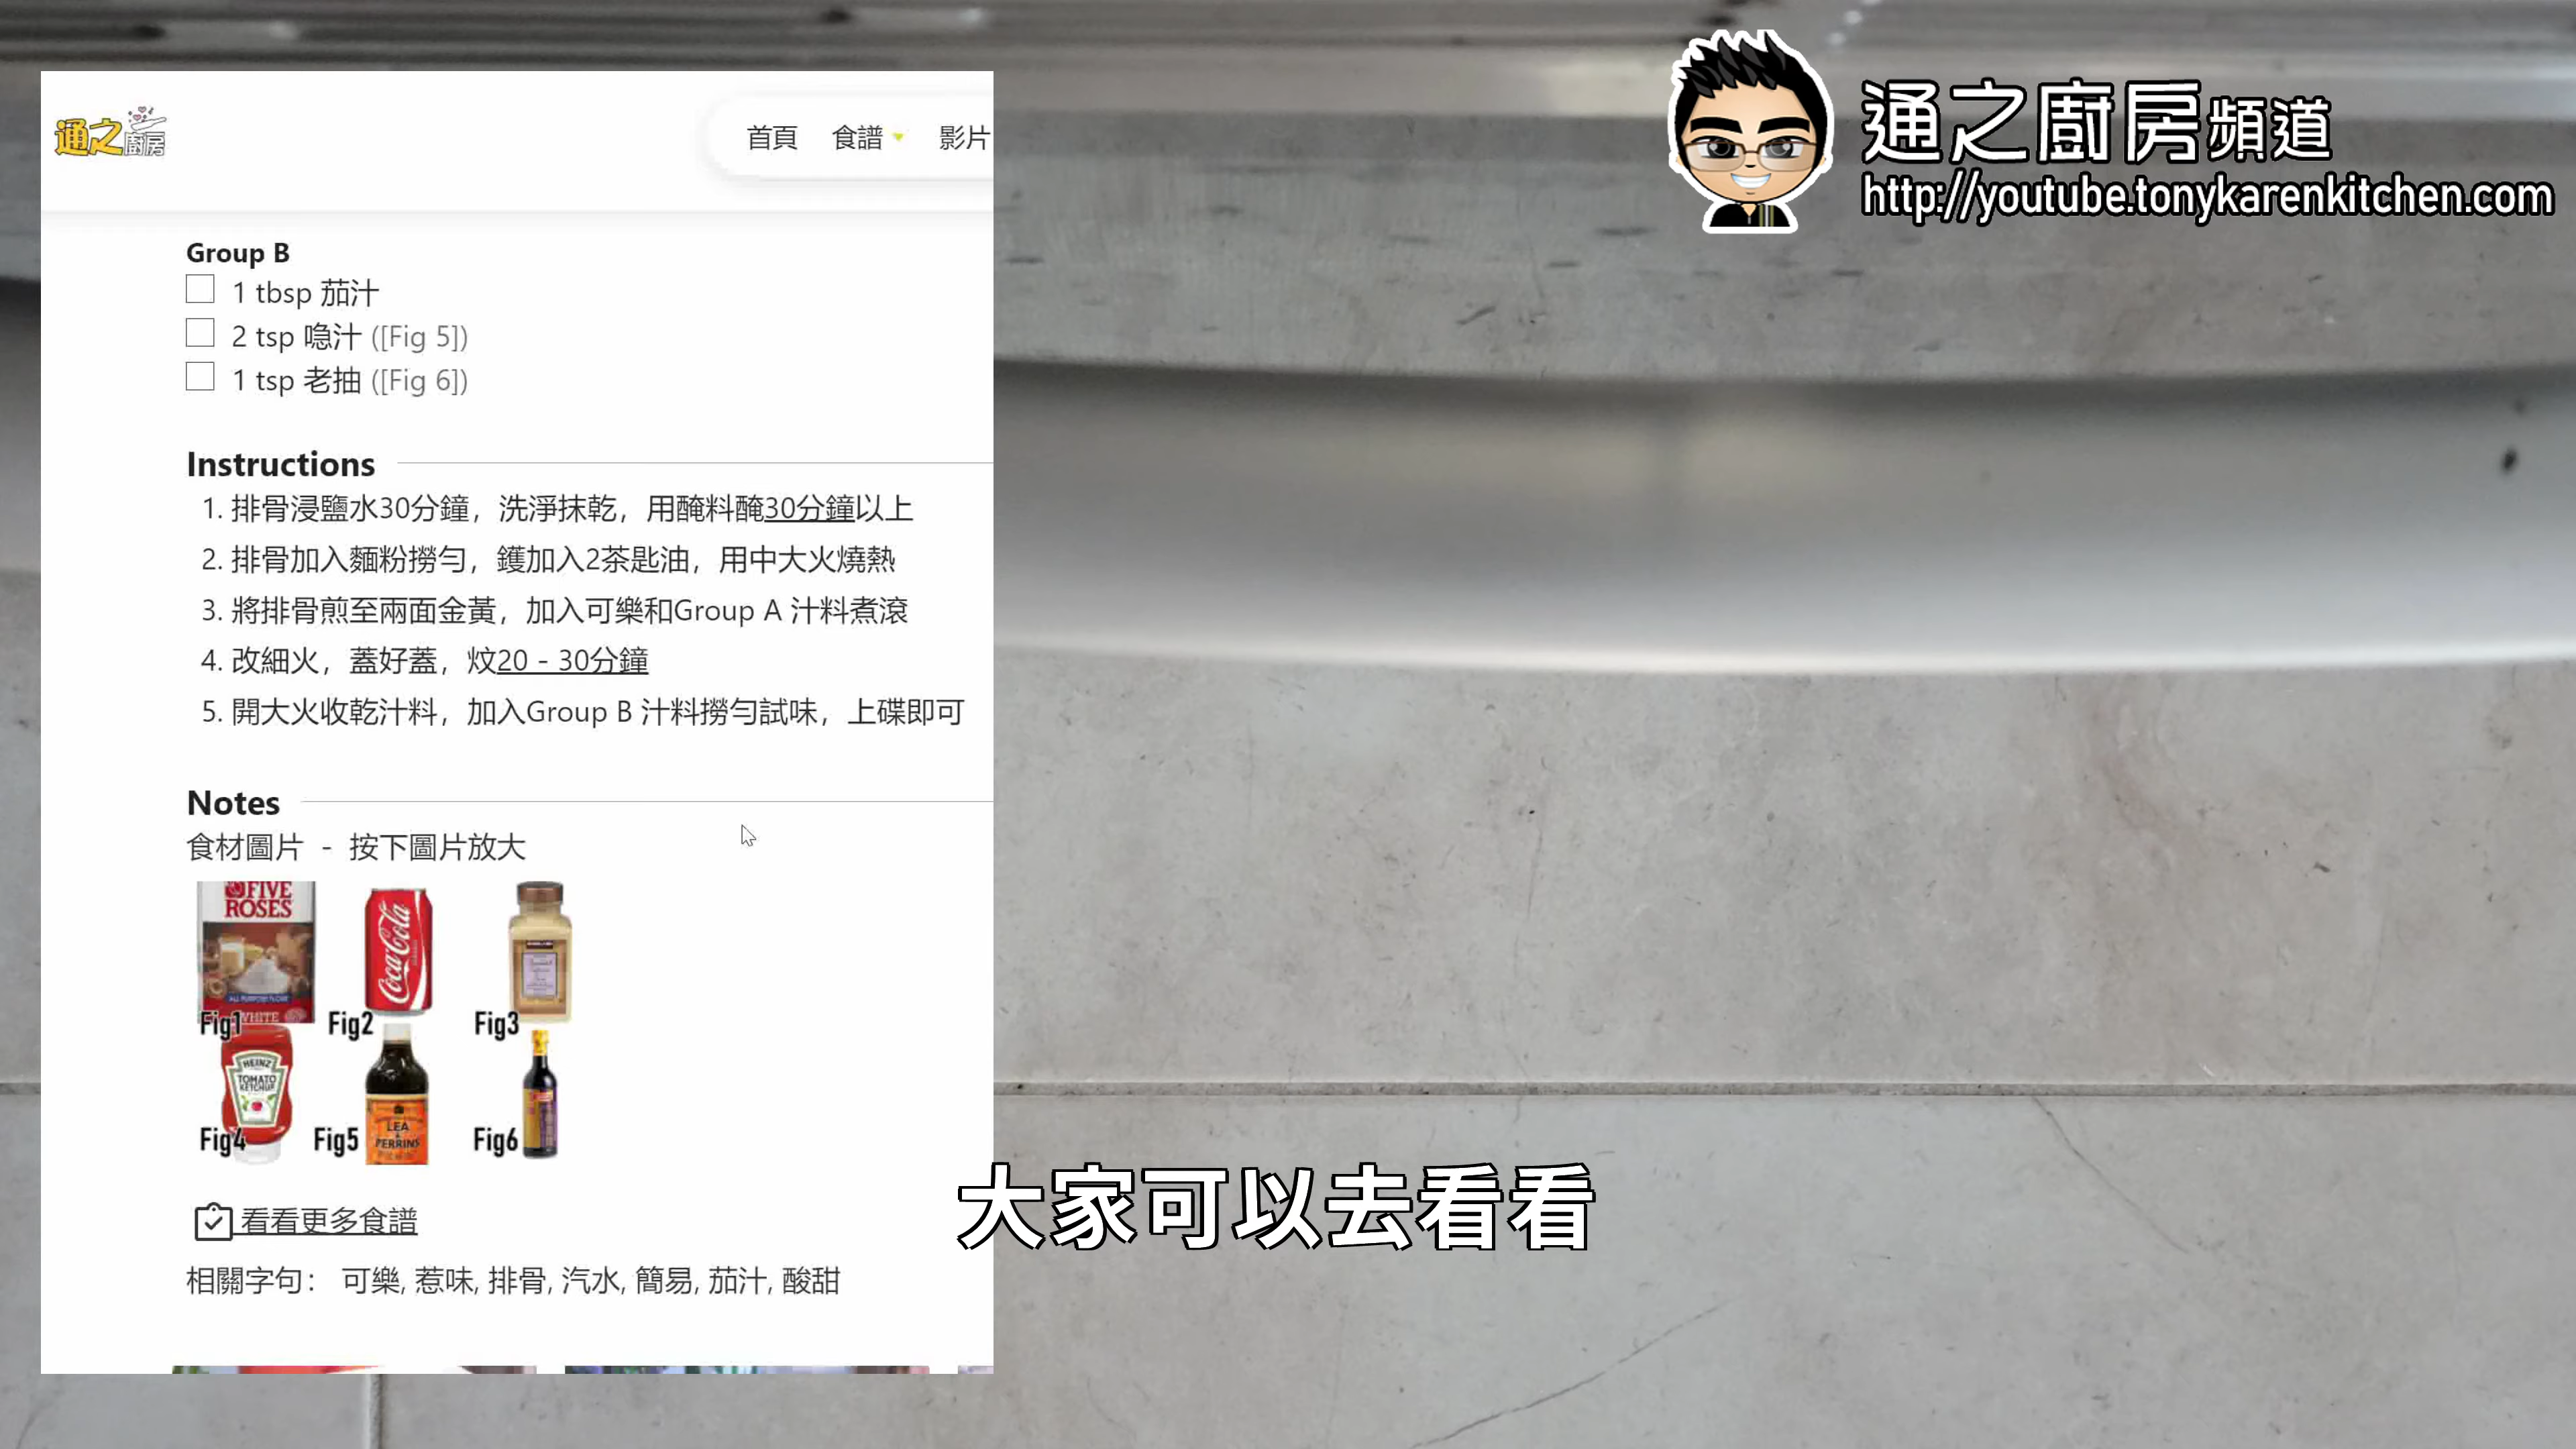 通之廚房
首頁 食譜 影片
Group B
1 tbsp 茄汁
2 tsp 喼汁 ([Fig 5])
1 tsp 老抽 ([Fig 6])
Instructions
1. 排骨浸鹽水30分鐘，洗淨抹乾，用醃料醃30分鐘以上
2. 排骨加入麵粉撈勻，鑊加入2茶匙油，用中大火燒熱
3. 將排骨煎至兩面金黃，加入可樂和Group A 汁料煮滾
4. 改細火，蓋好蓋，炆20 - 30分鐘
5. 開大火收乾汁料，加入Group B 汁料撈勻試味，上碟即可
Notes
食材圖片 - 按下圖片放大
FIVE
ROSES
ALL PURPOSE FLOUR
WHITE
Coca-Cola
Fig1 Fig2 Fig3
HEINZ
TOMATO
KETCHUP
LEA
&
PERRINS
Fig4 Fig5 Fig6
看看更多食譜
相關字句： 可樂, 惹味, 排骨, 汽水, 簡易, 茄汁, 酸甜
通之廚房頻道
http://youtube.tonykarenkitchen.com
大家可以去看看